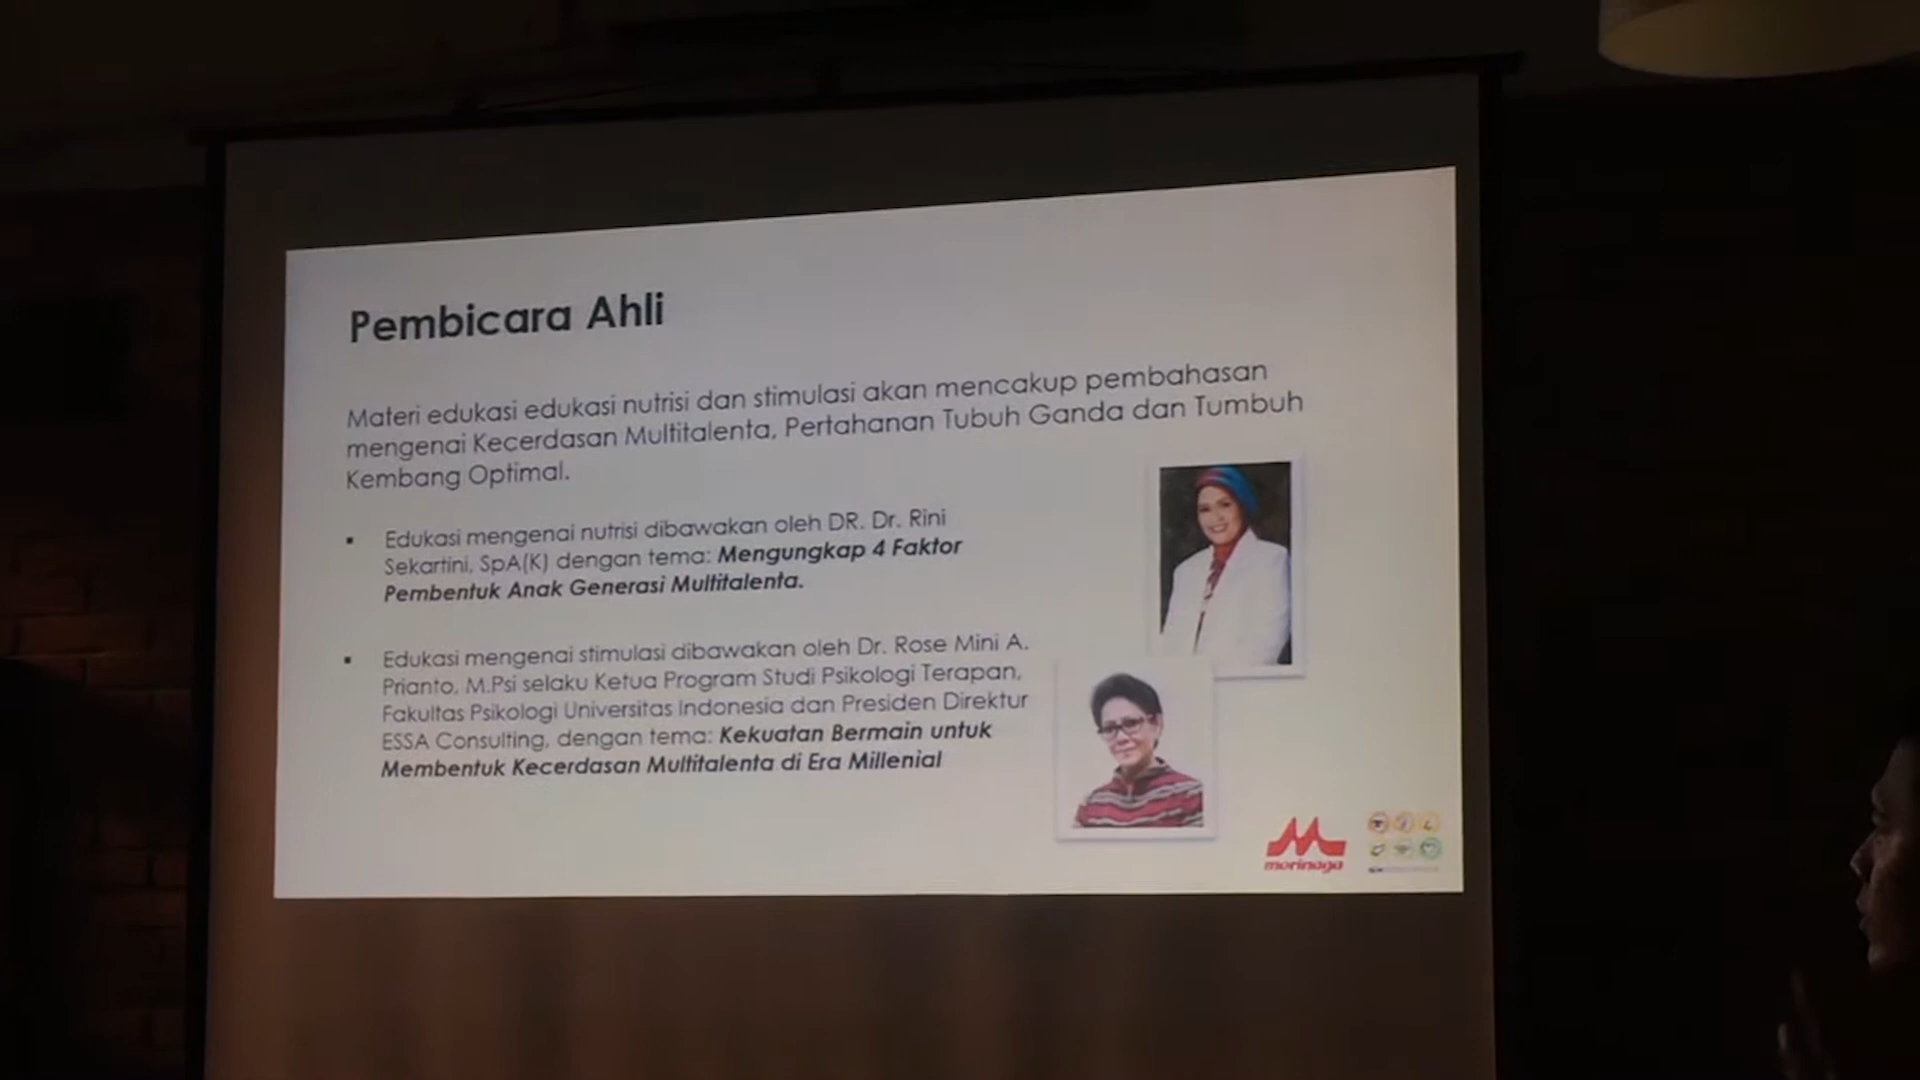 Pembicara Ahli
Materi edukasi edukasi nutrisi dan stimulasi akan mencakup pembahasan
mengenai Kecerdasan Multitalenta, Pertahanan Tubuh Ganda dan Tumbuh
Kembang Optimal.
▪ Edukasi mengenai nutrisi dibawakan oleh DR. Dr. Rini
Sekartini, SpA(K) dengan tema: Mengungkap 4 Faktor
Pembentuk Anak Generasi Multitalenta.
▪ Edukasi mengenai stimulasi dibawakan oleh Dr. Rose Mini A.
Prianto, M.Psi selaku Ketua Program Studi Psikologi Terapan,
Fakultas Psikologi Universitas Indonesia dan Presiden Direktur
ESSA Consulting, dengan tema: Kekuatan Bermain untuk
Membentuk Kecerdasan Multitalenta di Era Millenial
morinaga